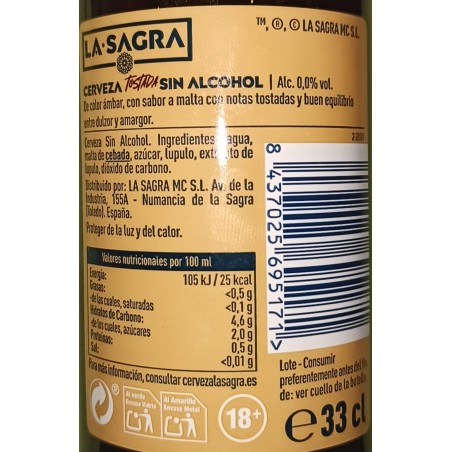 LA·SAGRA
™, ®, © LA SAGRA MC S.L.
CERVEZA TOSTADA SIN ALCOHOL | Alc. 0,0% vol.
De color ámbar, con sabor a malta con notas tostadas y buen equilibrio
entre dulzor y amargor.
Cerveza Sin Alcohol. Ingredientes: agua,
malta de cebada, azúcar, lupulo, extracto de
lupulo, dióxido de carbono.
Distribuido por: LA SAGRA MC S.L. Av. de la
Industria, 155A - Numancia de la Sagra
(Toledo). España.
Proteger de la luz y del calor.
Valores nutricionales por 100 ml
Energía: 105 kJ / 25 kcal
Grasas: <0,5 g
-de las cuales, saturadas <0,1 g
Hidratos de Carbono: 4,6 g
-de los cuales, azúcares 2,0 g
Proteínas: 0,5 g
Sal: <0,01 g
Para más información, consultar cervezalasagra.es
8 437025 695171 >
Lote - Consumir
preferentemente antes del fin
de: ver cuello de la botella
Al verde
Envase Vidrio
Al Amarillo
Envase Metal
18+
e 33 cl